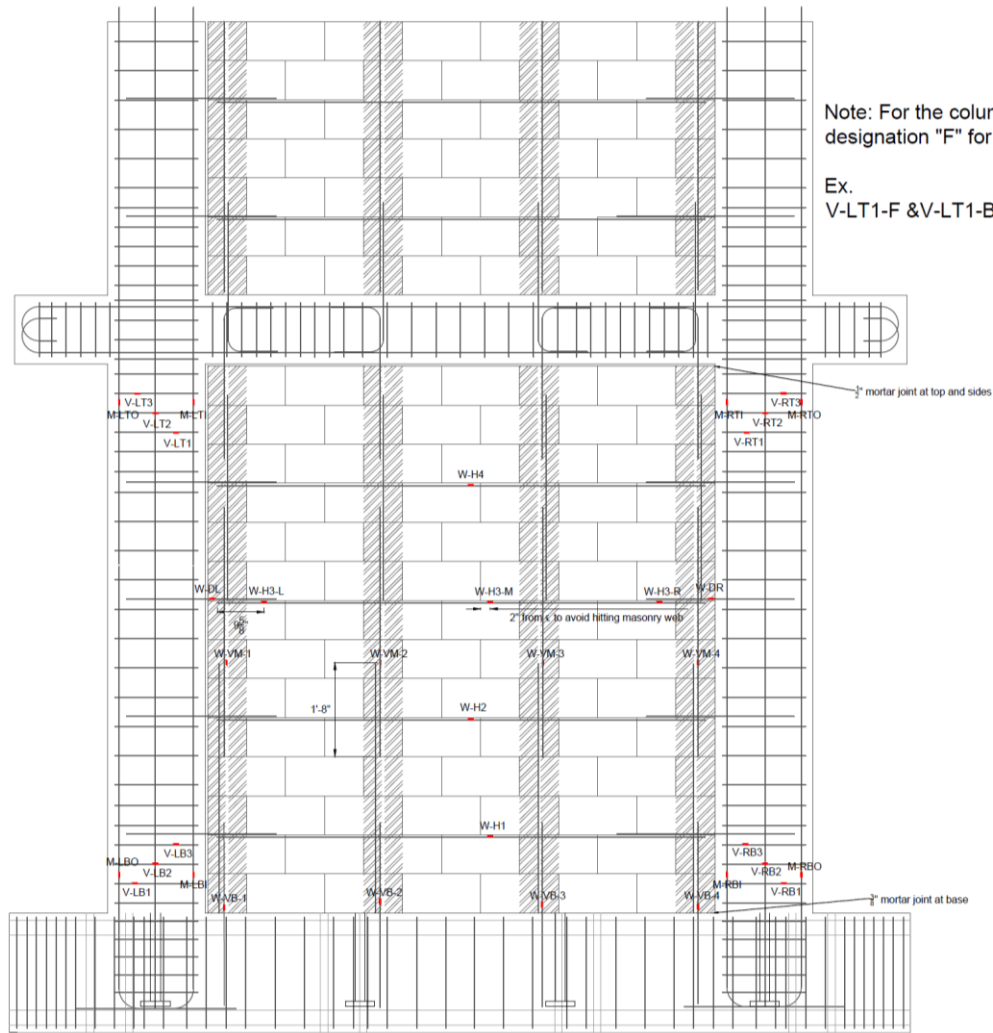 Note: For the colum
designation "F" for
Ex.
V-LT1-F &V-LT1-B
V-LT3
M-LTO
M-LTI
V-LT2
V-LT1
V-RT3
M-RTI
M-RTO
V-RT2
V-RT1
½" mortar joint at top and sides
W-H4
W-DL
W-H3-L
W-H3-M
W-H3-R
W-DR
2" from ℄ to avoid hitting masonry web
W-VM-1
W-VM-2
W-VM-3
W-VM-4
1'-8"
W-H2
W-H1
V-LB3
M-LBO
V-LB2
M-LBI
V-LB1
V-RB3
M-RBO
V-RB2
M-RBI
V-RB1
W-VB-1
W-VB-2
W-VB-3
W-VB-4
mortar joint at base